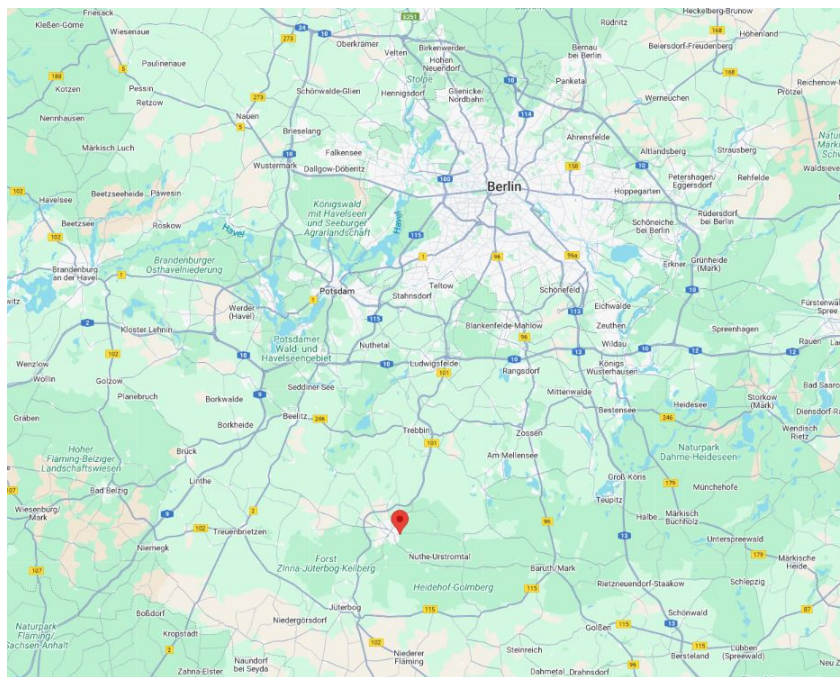 Friesack
Kleßen-Görne
Wiesenaue
Paulinenaue
Pessin
Kotzen
Retzow
Nennhausen
Märkisch Luch
Nauen
Schönwalde-Glien
Brieselang
Falkensee
Wustermark
Dallgow-Döberitz
Oberkrämer
Velten
Birkenwerder
Hohen
Neuendorf
Stolpe
Hennigsdorf
Glienicke/
Nordbahn
Bernau
bei Berlin
Panketal
Rüdnitz
Heckelberg-Brunow
Höhenland
Beiersdorf-Freudenberg
Werneuchen
Prötzel
Ahrensfelde
Altlandsberg
Strausberg
Petershagen/
Eggersdorf
Rehfelde
Hoppegarten
Berlin
Schöneiche
bei Berlin
Rüdersdorf
bei Berlin
Erkner
Grünheide
(Mark)
Havelsee
Beetzseeheide
Päwesin
Beetzsee
Roskow
Havel
Königswald
mit Havelseen
und Seeburger
Agrarlandschaft
Havel
Brandenburger
Osthavelniederung
Brandenburg
an der Havel
Werder
(Havel)
Potsdam
Stahnsdorf
Teltow
Schönefeld
Eichwalde
Zeuthen
Wildau
Spreenhagen
Kloster Lehnin
Potsdamer
Wald- und
Havelseengebiet
Nuthetal
Blankenfelde-Mahlow
Ludwigsfelde
Rangsdorf
Königs
Wusterhausen
Rauen
Bad Saarow
Wenzlow
Wollin
Golzow
Planebruch
Seddiner See
Borkwalde
Beelitz
Borkheide
Mittenwalde
Bestensee
Heidesee
Storkow
(Mark)
Wendisch
Rietz
Gräben
Trebbin
Zossen
Am Mellensee
Brück
Hoher
Fläming-Belziger
Landschaftswiesen
Linthe
Bad Belzig
Groß Köris
Teupitz
Naturpark
Dahme-Heideseen
Münchehofe
Wiesenburg/
Mark
Niemegk
Treuenbrietzen
Halbe
Märkisch
Buchholz
Unterspreewald
Märkische
Heide
Forst
Zinna Jüterbog-Keilberg
Nuthe-Urstromtal
Heidehof-Golmberg
Baruth/Mark
Rietzneuendorf-Staakow
Schlepzig
Boßdorf
Jüterbog
Niedergörsdorf
Schönwald
Golßen
Naturpark
Fläming/
Sachsen-Anhalt
Kropstädt
Zahna-Elster
Naundorf
bei Seyda
Niederer
Fläming
Steinreich
Dahmetal
Drahnsdorf
Bersteland
Lübben
(Spreewald)